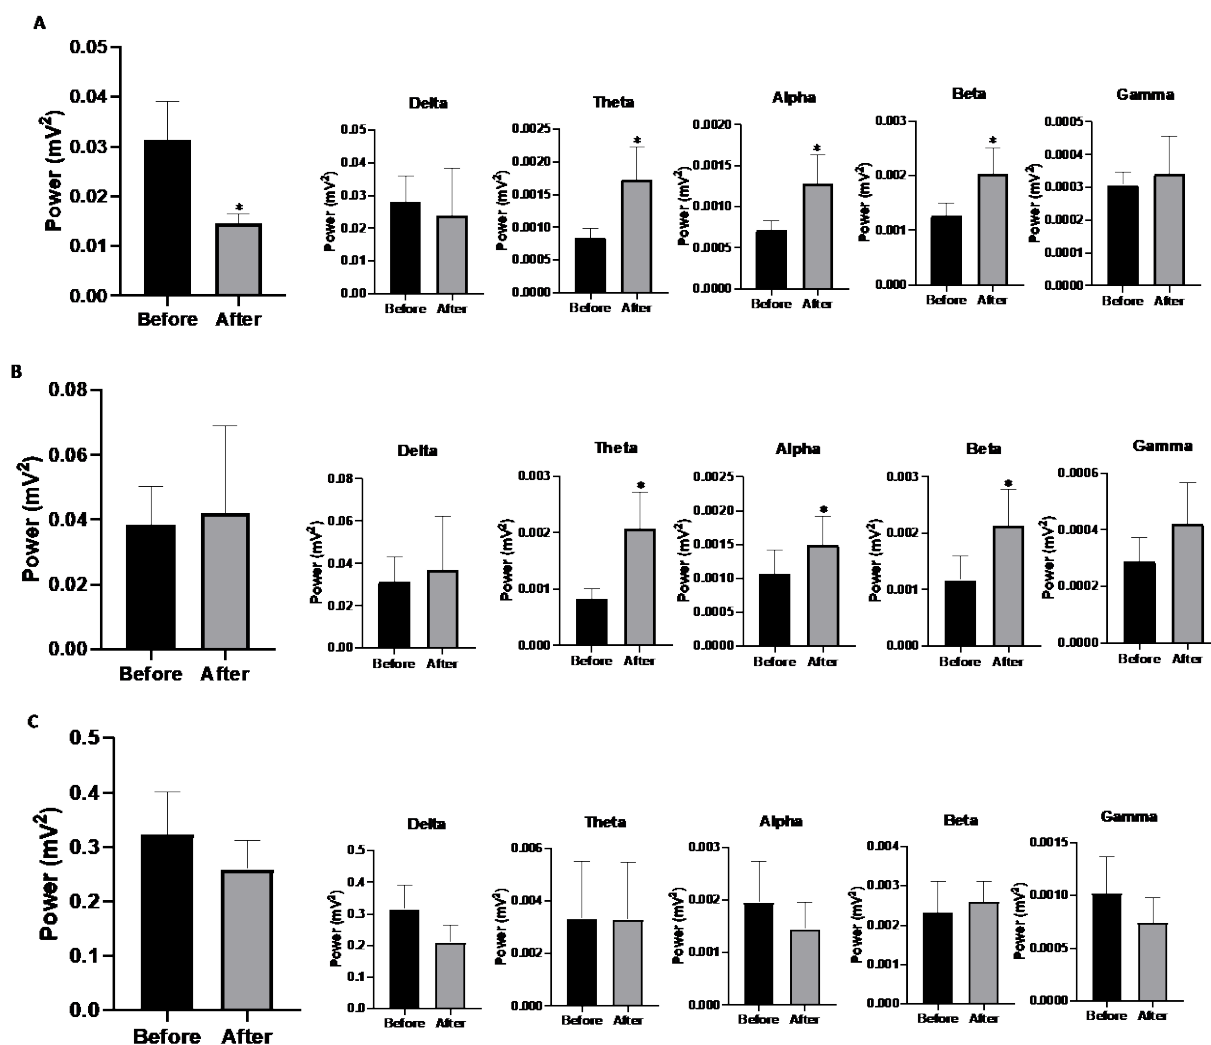 A
Power (mV²)
0.05
0.04
0.03
0.02
0.01
0.00
*
Before After
Delta
Power (mV²)
0.05
0.04
0.03
0.02
0.01
0.00
Before After
Theta
Power (mV²)
0.0025
0.0020
0.0015
0.0010
0.0005
0.0000
*
Before After
Alpha
Power (mV²)
0.0020
0.0015
0.0010
0.0005
0.0000
*
Before After
Beta
Power (mV²)
0.003
0.002
0.001
0.000
*
Before After
Gamma
Power (mV²)
0.0005
0.0004
0.0003
0.0002
0.0001
0.0000
Before After
B
Power (mV²)
0.08
0.06
0.04
0.02
0.00
Before After
Delta
Power (mV²)
0.08
0.06
0.04
0.02
0.00
Before After
Theta
Power (mV²)
0.003
0.002
0.001
0.000
*
Before After
Alpha
Power (mV²)
0.0025
0.0020
0.0015
0.0010
0.0005
0.0000
*
Before After
Beta
Power (mV²)
0.003
0.002
0.001
0.000
*
Before After
Gamma
Power (mV²)
0.0006
0.0004
0.0002
0.0000
Before After
C
Power (mV²)
0.5
0.4
0.3
0.2
0.1
0.0
Before After
Delta
Power (mV²)
0.5
0.4
0.3
0.2
0.1
0.0
Before After
Theta
Power (mV²)
0.006
0.004
0.002
0.000
Before After
Alpha
Power (mV²)
0.003
0.002
0.001
0.000
Before After
Beta
Power (mV²)
0.004
0.003
0.002
0.001
0.000
Before After
Gamma
Power (mV²)
0.0015
0.0010
0.0005
0.0000
Before After